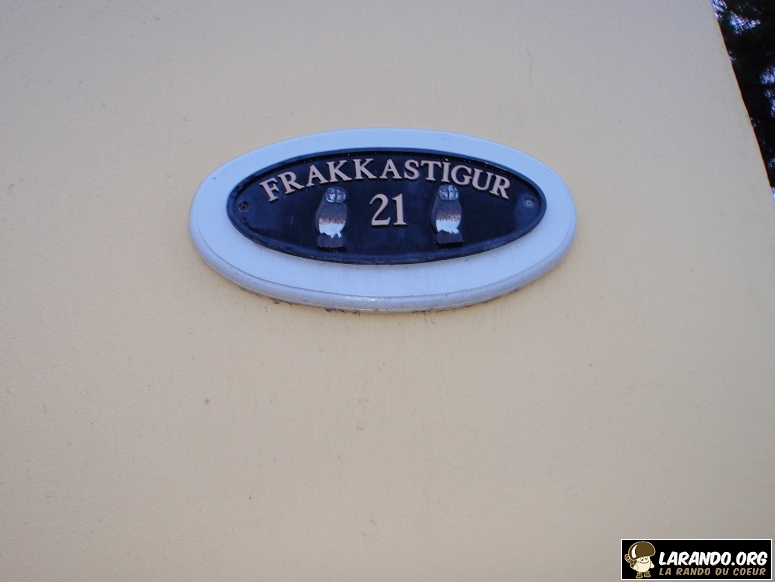 FRAKKASTÍGUR
21
LARANDO.ORG
LA RANDO DU COEUR